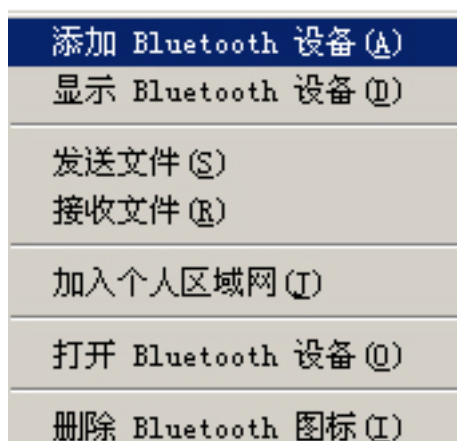 添加 Bluetooth 设备(A)
显示 Bluetooth 设备(D)
发送文件(S)
接收文件(R)
加入个人区域网(J)
打开 Bluetooth 设备(O)
删除 Bluetooth 图标(I)